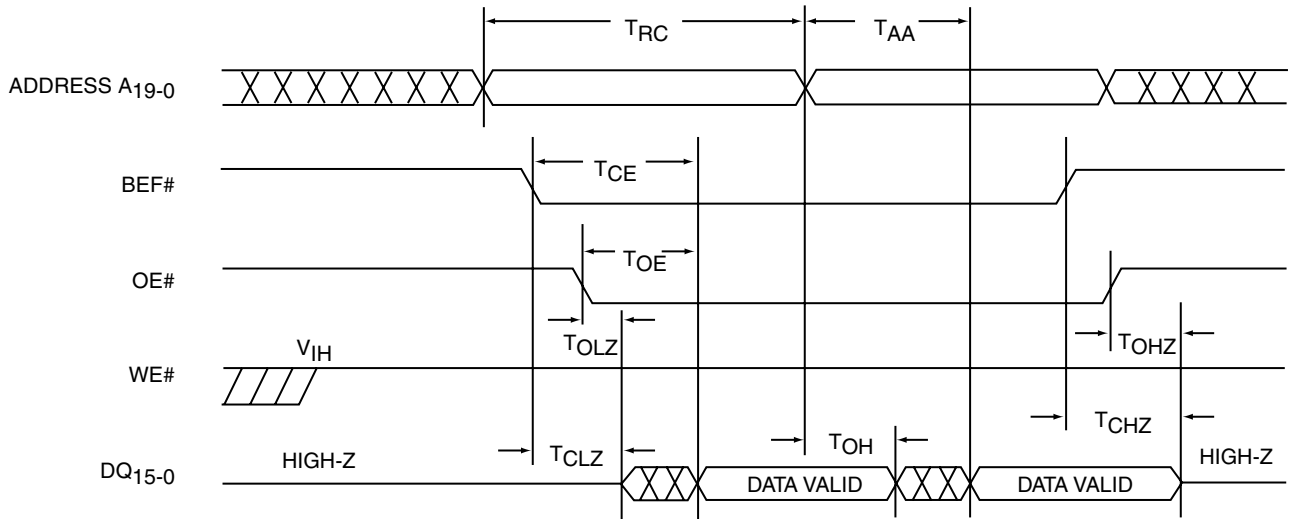 TRC
TAA
ADDRESS A19-0
BEF#
TCE
OE#
TOE
TOLZ
TOHZ
VIH
WE#
TCHZ
TCLZ
TOH
HIGH-Z
HIGH-Z
DQ15-0
DATA VALID
DATA VALID